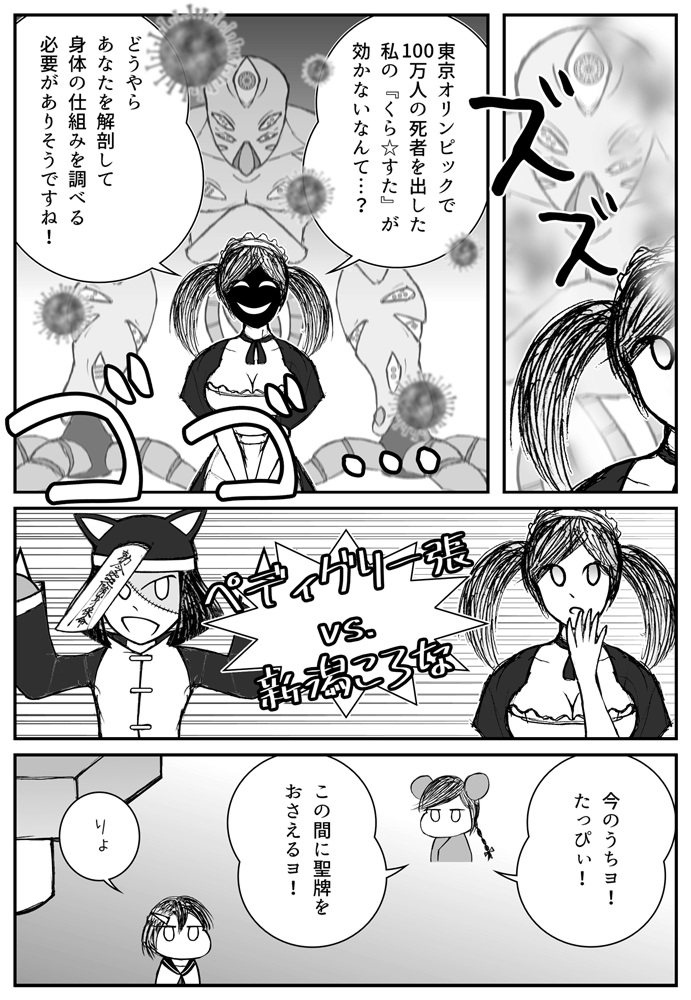 ズズ
東京オリンピックで
100万人の死者を出した
私の『くら☆すた』が
効かないなんて…?
どうやら
あなたを解剖して
身体の仕組みを調べる
必要がありそうですね!
ゴゴ…
ペディグリー張
vs.
新潟ころな
今のうちヨ!
たっぴぃ!
この間に聖牌を
おさえるヨ!
りょ